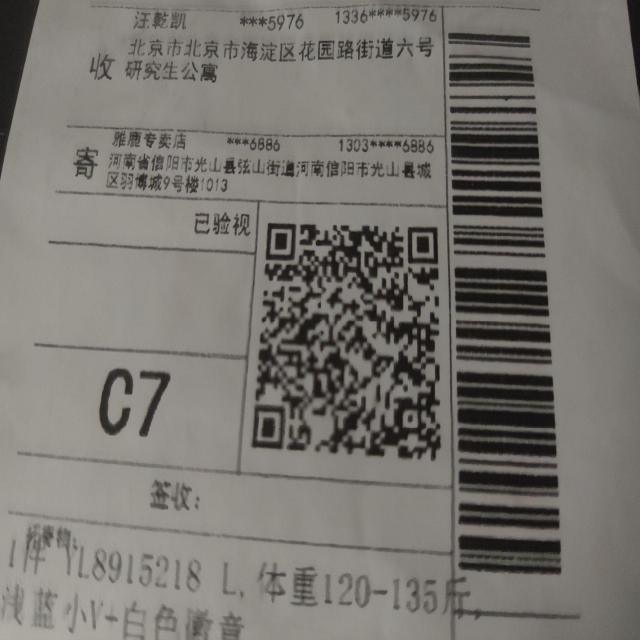 汪乾凯 ***5976 1336****5976
收
北京市北京市海淀区花园路街道六号
研究生公寓
雅鹿专卖店 ***6886 1303****6886
寄
河南省信阳市光山县弦山街道河南信阳市光山县城
区羽博城9号楼1013
已验视
C7
签收:
1件 YL8915218 L,体重120-135斤,
浅蓝小V+白色徽章